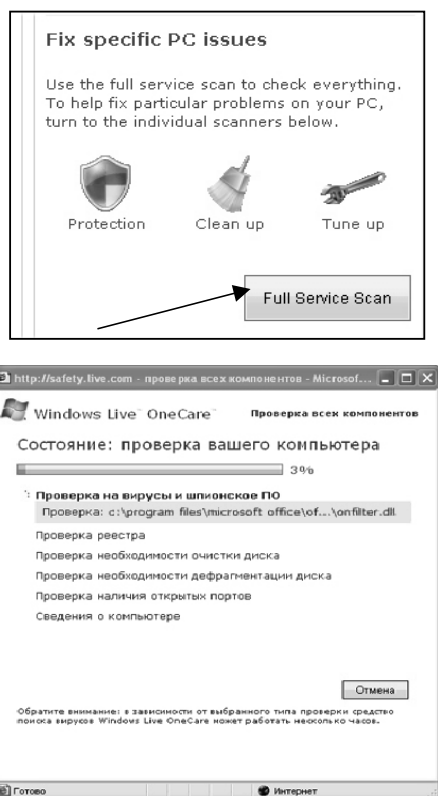 Fix specific PC issues
Use the full service scan to check everything.
To help fix particular problems on your PC,
turn to the individual scanners below.
Protection Clean up Tune up
Full Service Scan
http://safety.live.com - проверка всех компонентов - Microsof...
Windows Live™ OneCare™ Проверка всех компонентов
Состояние: проверка вашего компьютера
3%
Проверка на вирусы и шпионское ПО
Проверка: c:\program files\microsoft office\of...\onfilter.dll
Проверка реестра
Проверка необходимости очистки диска
Проверка необходимости дефрагментации диска
Проверка наличия открытых портов
Сведения о компьютере
Отмена
Обратите внимание: в зависимости от выбранного типа проверки средство
поиска вирусов Windows Live OneCare может работать несколько часов.
Готово Интернет